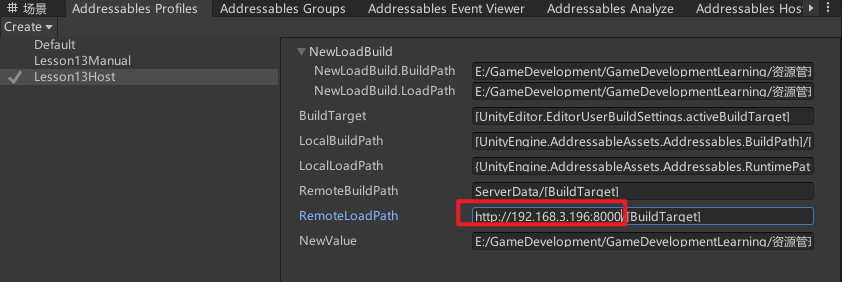 场景 Addressables Profiles Addressables Groups Addressables Event Viewer Addressables Analyze Addressables Hos
Create
Default
Lesson13Manual
Lesson13Host
NewLoadBuild
NewLoadBuild.BuildPath E:/GameDevelopment/GameDevelopmentLearning/资源管理
NewLoadBuild.LoadPath E:/GameDevelopment/GameDevelopmentLearning/资源管理
BuildTarget [UnityEditor.EditorUserBuildSettings.activeBuildTarget]
LocalBuildPath [UnityEngine.AddressableAssets.Addressables.BuildPath]/[
LocalLoadPath {UnityEngine.AddressableAssets.Addressables.RuntimePat
RemoteBuildPath ServerData/[BuildTarget]
RemoteLoadPath http://192.168.3.196:8000/[BuildTarget]
NewValue E:/GameDevelopment/GameDevelopmentLearning/资源管理